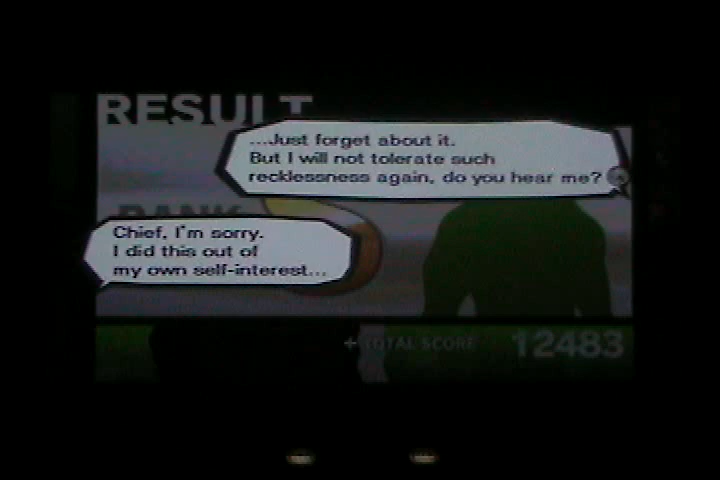 RESULT
....Just forget about it.
But I will not tolerate such
recklessness again, do you hear me?
RANK
Chief, I'm sorry.
I did this out of
my own self-interest...
+ TOTAL SCORE 12483